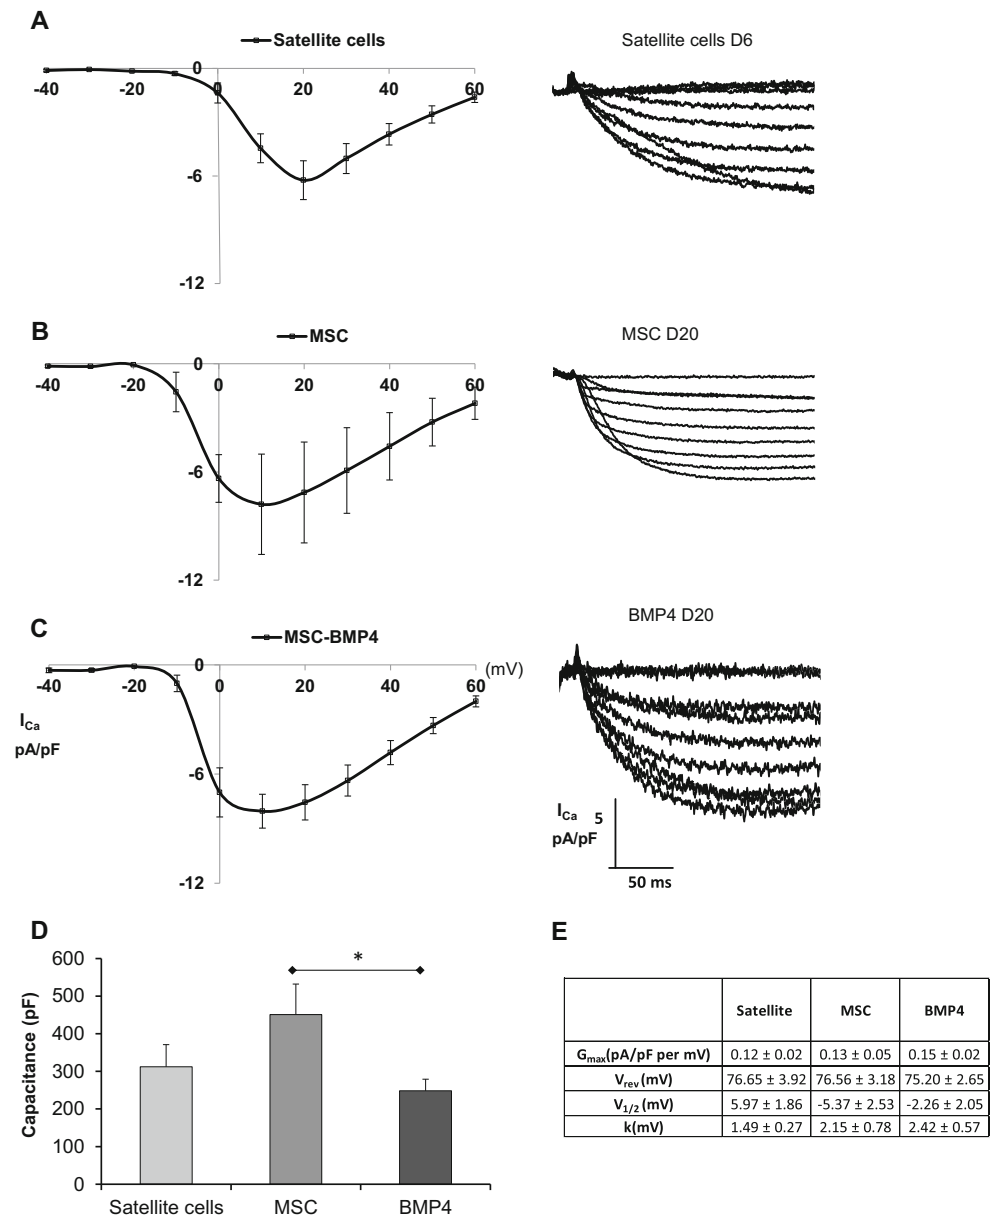 A
Satellite cells
Satellite cells D6
0
-40 -20 0 20 40 60
-6
-12
B
MSC
MSC D20
0
-40 -20 0 20 40 60
-6
-12
C
MSC-BMP4
BMP4 D20
0
(mV)
-40 -20 0 20 40 60
I_Ca
pA/pF
-6
-12
I_Ca 5
pA/pF
50 ms
D
600
500
400
300
200
100
0
Capacitance (pF)
*
Satellite cells MSC BMP4
E
Satellite MSC BMP4
G_max(pA/pF per mV) 0.12 ± 0.02 0.13 ± 0.05 0.15 ± 0.02
V_rev (mV) 76.65 ± 3.92 76.56 ± 3.18 75.20 ± 2.65
V_1/2 (mV) 5.97 ± 1.86 -5.37 ± 2.53 -2.26 ± 2.05
k(mV) 1.49 ± 0.27 2.15 ± 0.78 2.42 ± 0.57